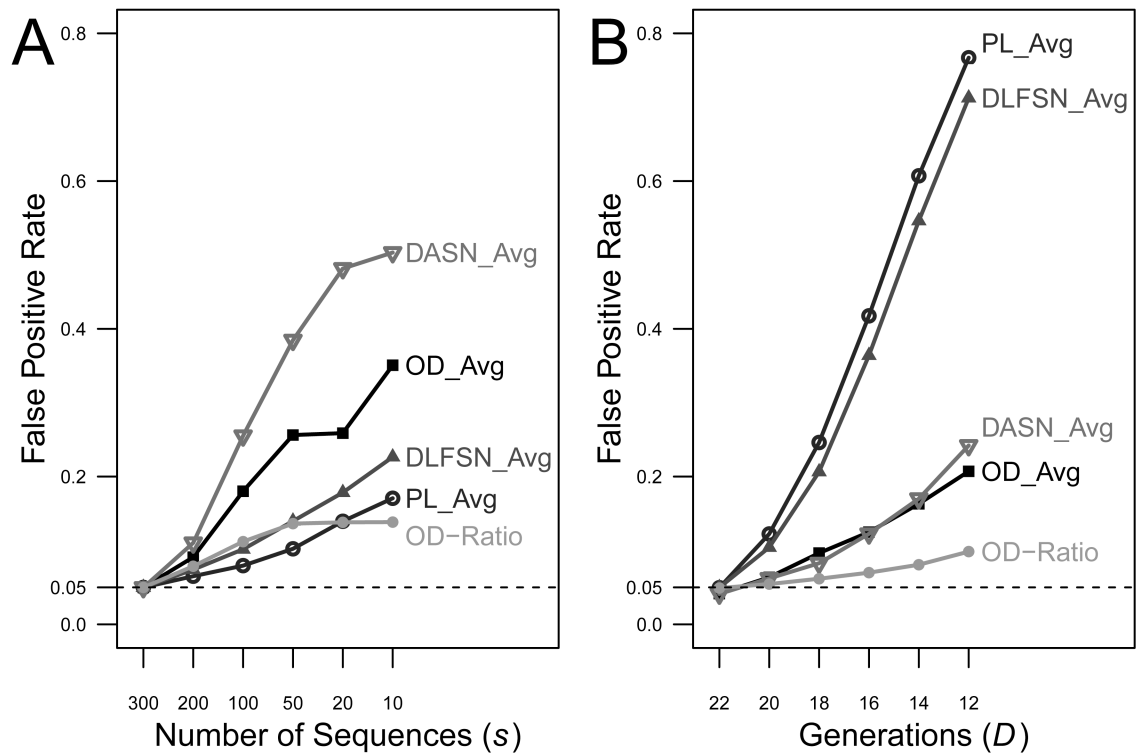 A
False Positive Rate
0.8
0.6
0.4
0.2
0.05
0.0
DASN_Avg
OD_Avg
DLFSN_Avg
PL_Avg
OD−Ratio
300 200 100 50 20 10
Number of Sequences (s)
B
False Positive Rate
0.8
0.6
0.4
0.2
0.05
0.0
PL_Avg
DLFSN_Avg
DASN_Avg
OD_Avg
OD−Ratio
22 20 18 16 14 12
Generations (D)